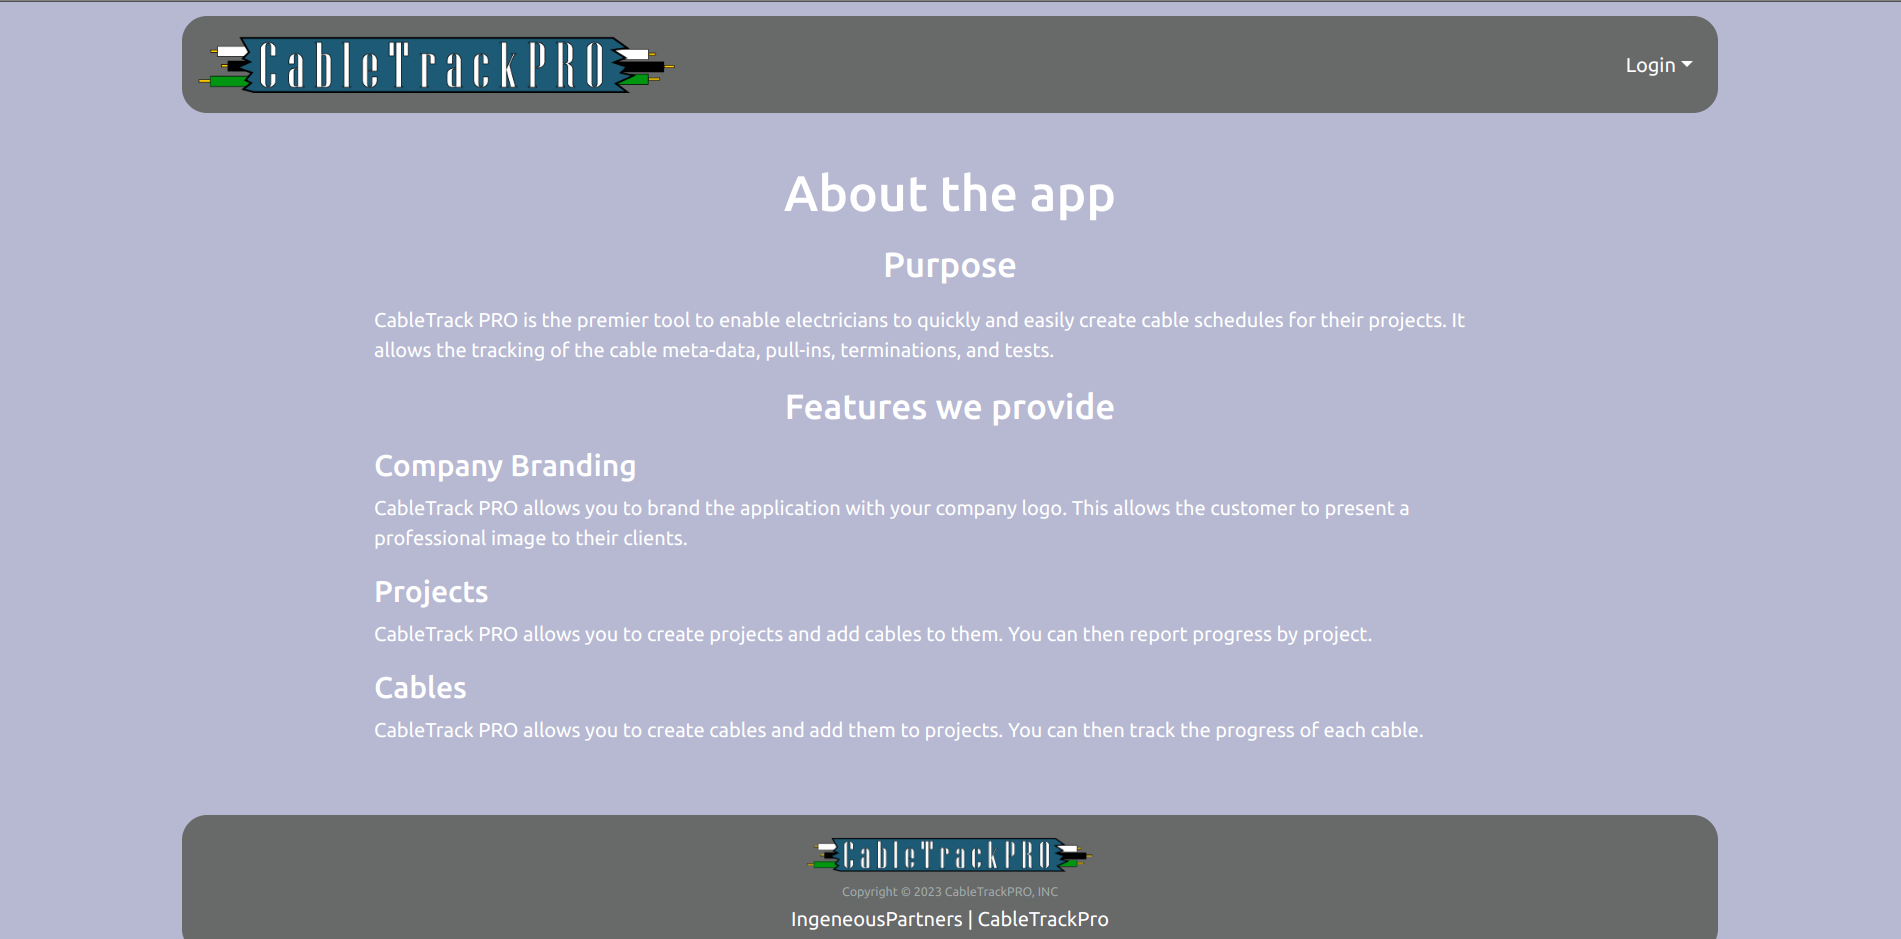 CableTrackPRO
Login
About the app
Purpose
CableTrack PRO is the premier tool to enable electricians to quickly and easily create cable schedules for their projects. It
allows the tracking of the cable meta-data, pull-ins, terminations, and tests.
Features we provide
Company Branding
CableTrack PRO allows you to brand the application with your company logo. This allows the customer to present a
professional image to their clients.
Projects
CableTrack PRO allows you to create projects and add cables to them. You can then report progress by project.
Cables
CableTrack PRO allows you to create cables and add them to projects. You can then track the progress of each cable.
CableTrackPRO
Copyright © 2023 CableTrackPRO, INC
IngeneousPartners | CableTrackPro